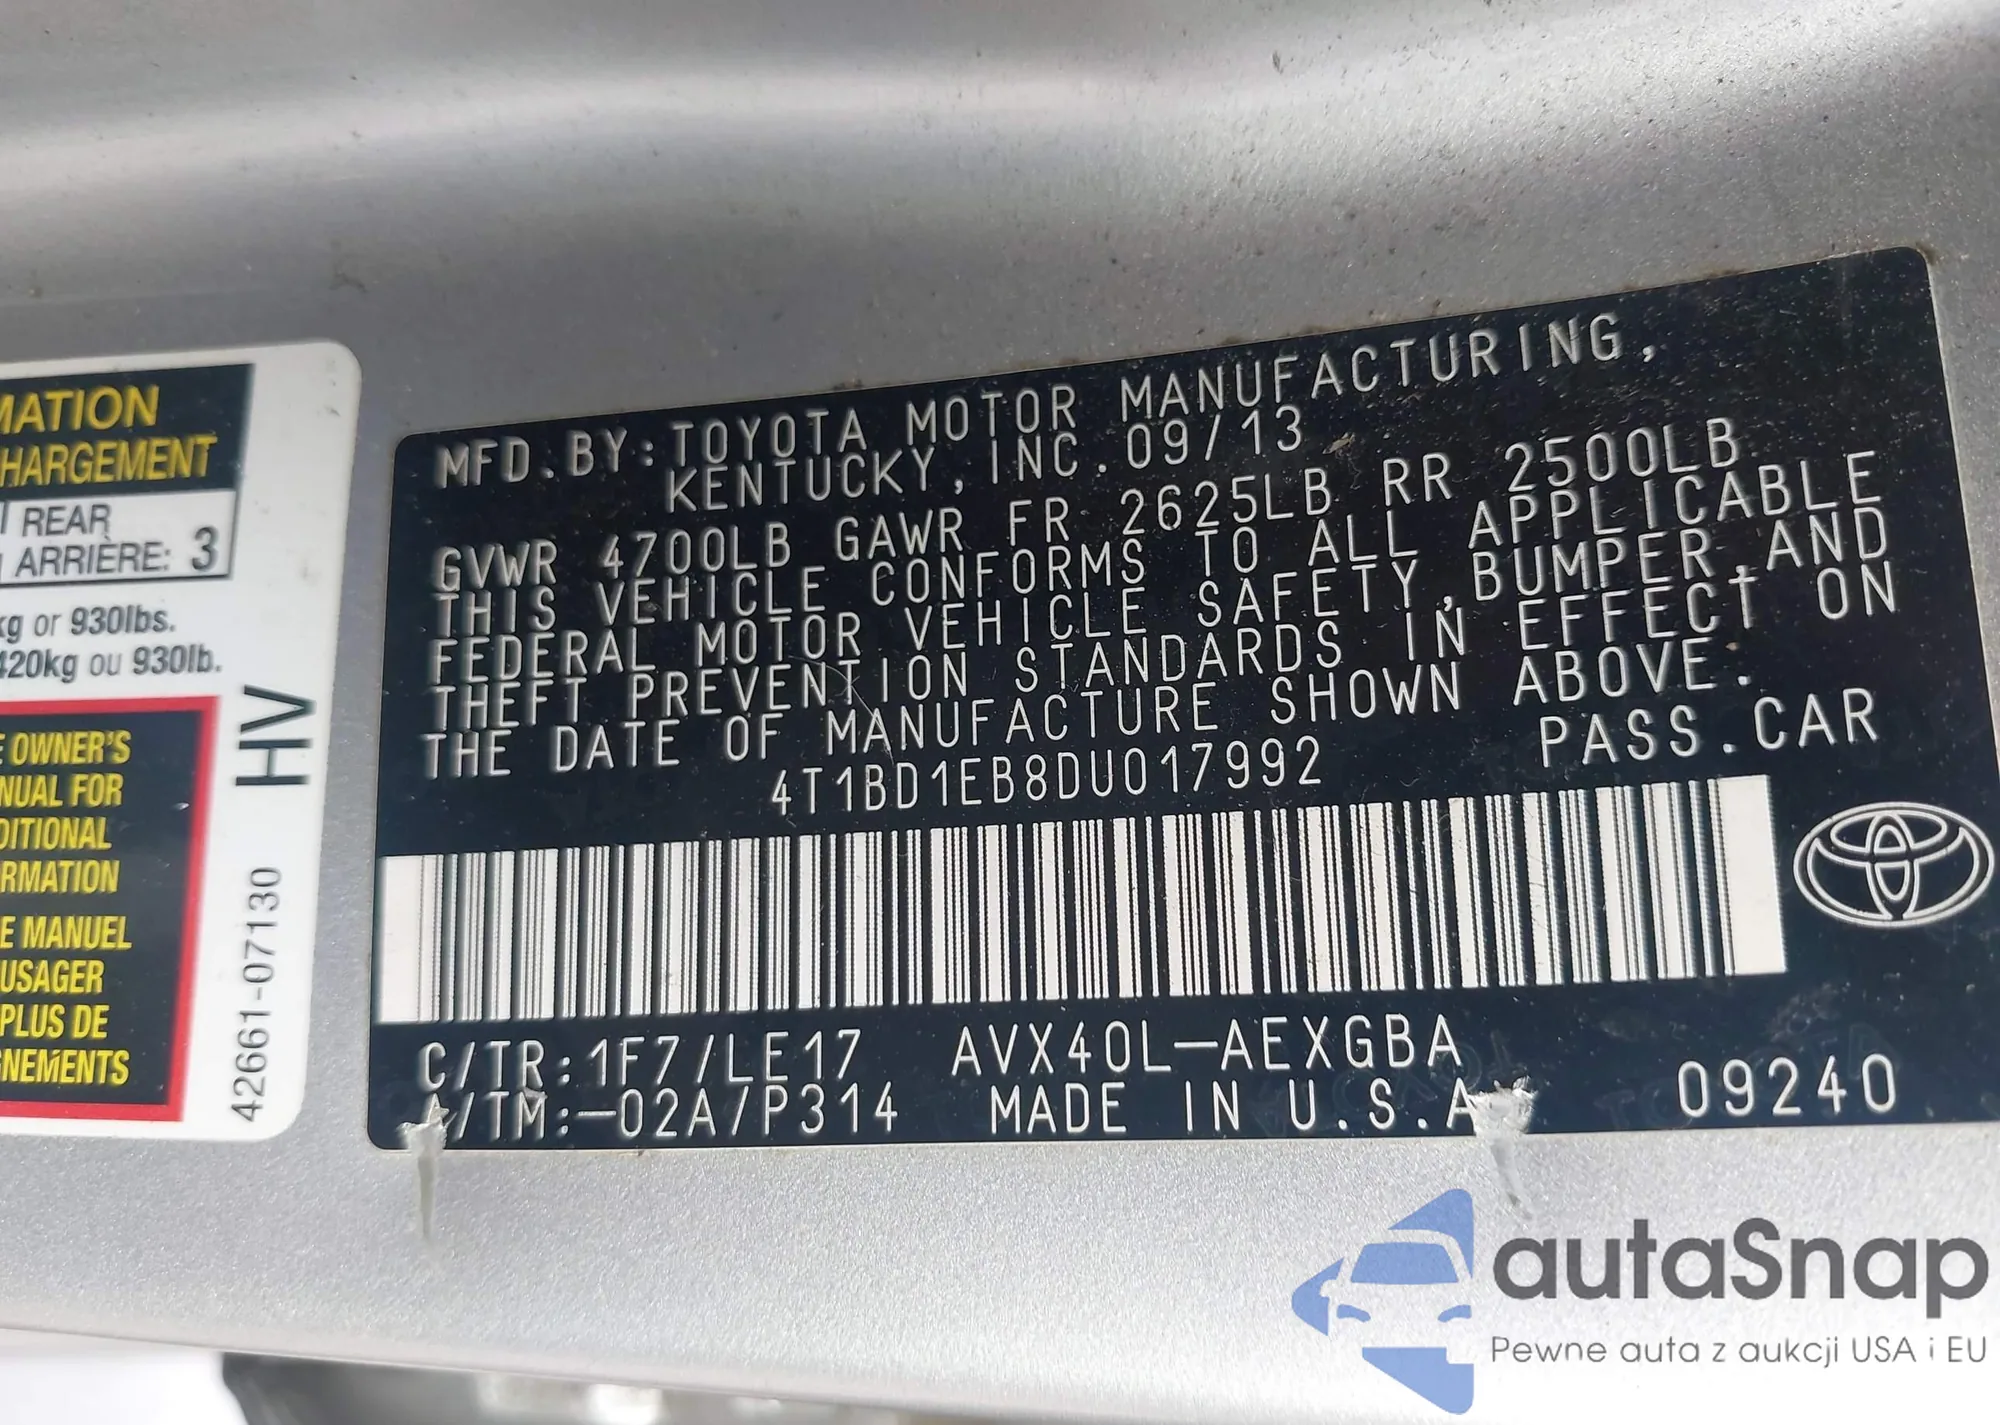 MATION
HARGEMENT
REAR
ARRIÈRE: 3
kg or 930lbs.
420kg ou 930lb.
E OWNER'S
NUAL FOR
DITIONAL
RMATION
E MANUEL
USAGER
PLUS DE
GNEMENTS
HV
42661-07130
MFD.BY:TOYOTA MOTOR MANUFACTURING,
KENTUCKY, INC.09/13
GVWR 4700LB GAWR FR 2625LB RR 2500LB
THIS VEHICLE CONFORMS TO ALL APPLICABLE
FEDERAL MOTOR VEHICLE SAFETY,BUMPER,AND
THEFT PREVENTION STANDARDS IN EFFECT ON
THE DATE OF MANUFACTURE SHOWN ABOVE.
4T1BD1EB8DU017992 PASS.CAR
C/TR:1F7/LE17 AVX40L-AEXGBA
A/TM:-02A/P314 MADE IN U.S.A 09240
autaSnap
Pewne auta z aukcji USA i EU